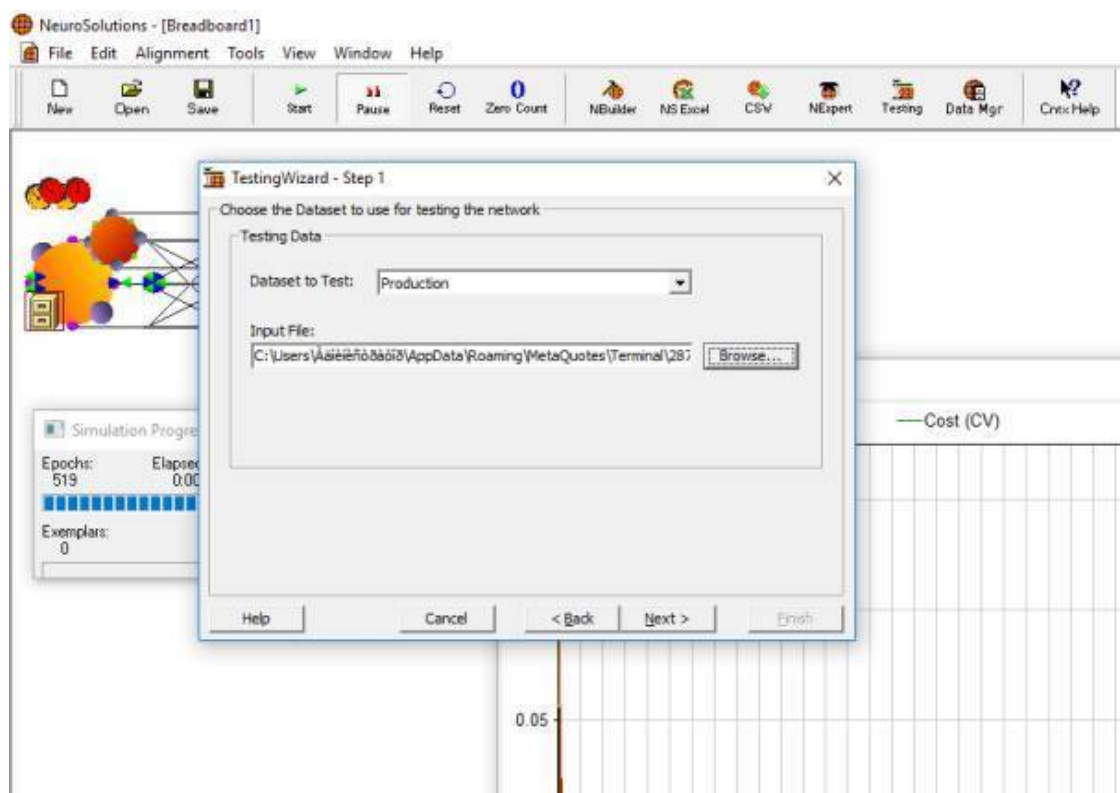 NeuroSolutions - [Breadboard1]
File Edit Alignment Tools View Window Help
New Open Save Start Pause Reset Zero Count NBuilder NS Excel CSW NExpert Testing Data Mgr Cntx Help
TestingWizard - Step 1
Choose the Dataset to use for testing the network
Testing Data
Dataset to Test: Production
Input File:
C:\Users\Àäìèíèñòðàòîð\AppData\Roaming\MetaQuotes\Terminal\287 Browse...
Simulation Progre
Cost (CV)
Epochs: Elapsed
519 0:00
Exemplars:
0
Help Cancel < Back Next > Finish
0.05